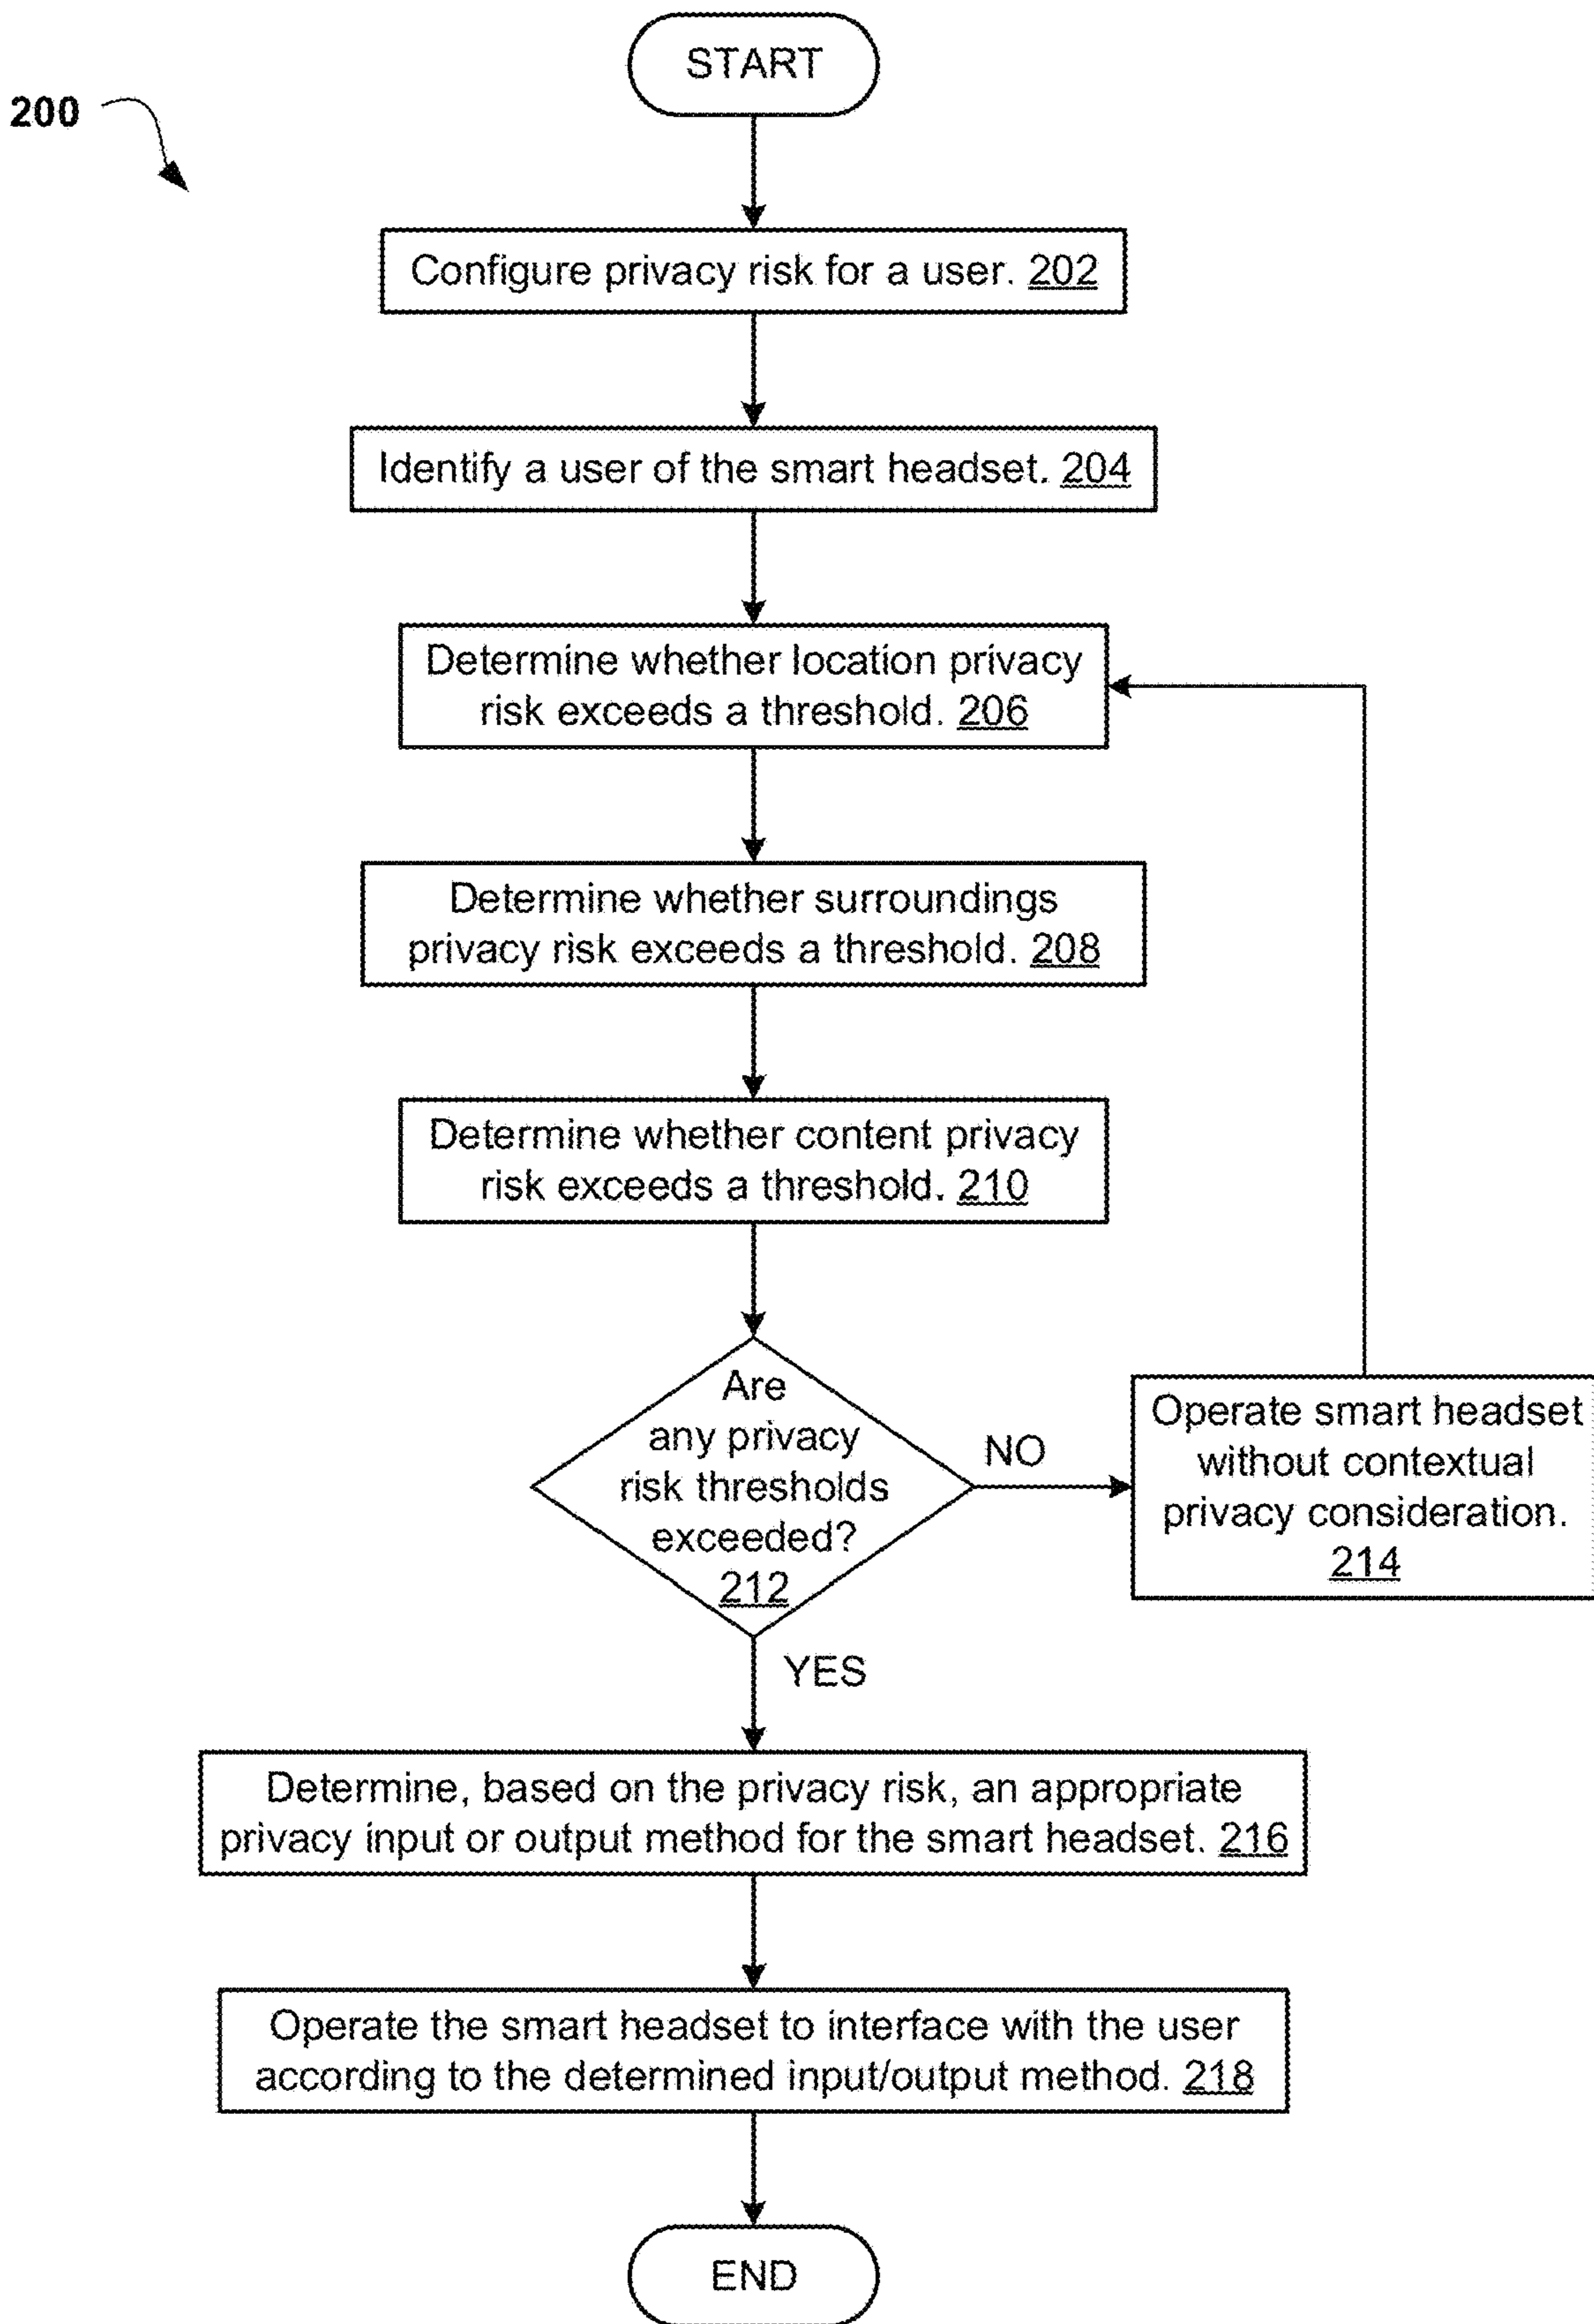 START
200
Configure privacy risk for a user. 202
Identify a user of the smart headset. 204
Determine whether location privacy
risk exceeds a threshold. 206
Determine whether surroundings
privacy risk exceeds a threshold. 208
Determine whether content privacy
risk exceeds a threshold. 210
Are
any privacy
risk thresholds
exceeded?
212
NO
Operate smart headset
without contextual
privacy consideration.
214
YES
Determine, based on the privacy risk, an appropriate
privacy input or output method for the smart headset. 216
Operate the smart headset to interface with the user
according to the determined input/output method. 218
END